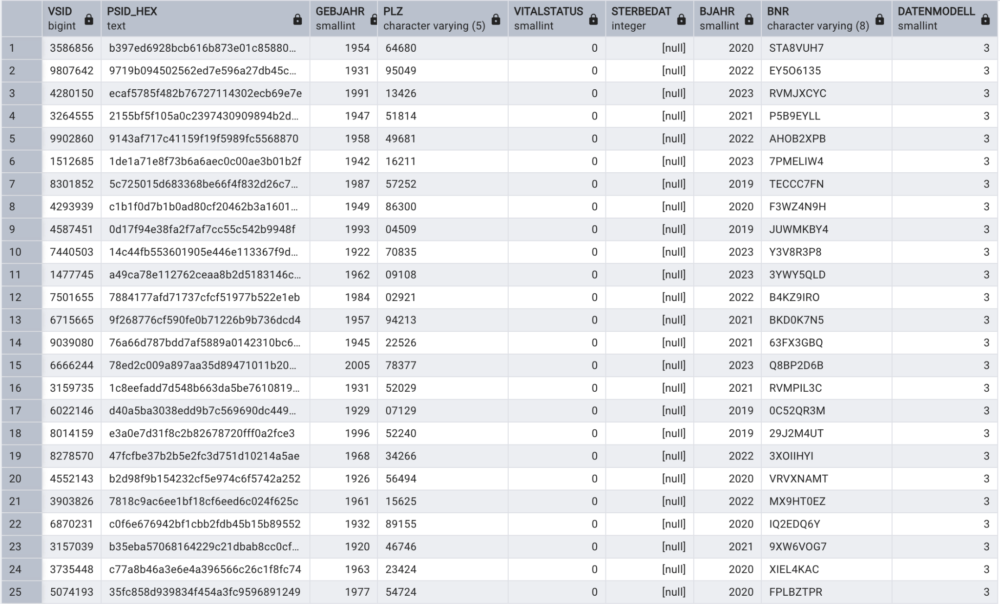 VSID PSID_HEX GEBJAHR PLZ VITALSTATUS STERBEDAT BJAHR BNR DATENMODELL
bigint text smallint character varying (5) smallint integer smallint character varying (8) smallint
1 3586856 b397ed6928bcb616b873e01c85880... 1954 64680 0 [null] 2020 STA8VUH7 3
2 9807642 9719b094502562ed7e596a27db45c... 1931 95049 0 [null] 2022 EY5O6135 3
3 4280150 ecaf5785f482b76727114302ecb69e7e 1991 13426 0 [null] 2023 RVMJXCYC 3
4 3264555 2155bf5f105a0c2397430909894b2d... 1947 51814 0 [null] 2021 P5B9EYLL 3
5 9902860 9143af717c41159f19f5989fc5568870 1958 49681 0 [null] 2022 AHOB2XPB 3
6 1512685 1de1a71e8f73b6a6aec0c00ae3b01b2f 1942 16211 0 [null] 2023 7PMELIW4 3
7 8301852 5c725015d683368be66f4f832d26c7... 1987 57252 0 [null] 2019 TECCC7FN 3
8 4293939 c1b1f0d7b1b0ad80cf20462b3a1601... 1949 86300 0 [null] 2020 F3WZ4N9H 3
9 4587451 0d17f94e38fa2f7af7cc55c542b9948f 1993 04509 0 [null] 2019 JUWMKBY4 3
10 7440503 14c44fb553601905e446e113367f9d... 1922 70835 0 [null] 2023 Y3V8R3P8 3
11 1477745 a49ca78e112762ceaa8b2d5183146c... 1962 09108 0 [null] 2023 3YWY5QLD 3
12 7501655 7884177afd71737cfcf51977b522e1eb 1984 02921 0 [null] 2022 B4KZ9IRO 3
13 6715665 9f268776cf590fe0b71226b9b736dcd4 1957 94213 0 [null] 2021 BKD0K7N5 3
14 9039080 76a66d787bdd7af5889a0142310bc6... 1945 22526 0 [null] 2021 63FX3GBQ 3
15 6666244 78ed2c009a897aa35d89471011b20... 2005 78377 0 [null] 2023 Q8BP2D6B 3
16 3159735 1c8eefadd7d548b663da5be7610819... 1931 52029 0 [null] 2021 RVMPIL3C 3
17 6022146 d40a5ba3038edd9b7c569690dc449... 1929 07129 0 [null] 2019 0C52QR3M 3
18 8014159 e3a0e7d31f8c2b82678720fff0a2fce3 1996 52240 0 [null] 2019 29J2M4UT 3
19 8278570 47fcfbe37b2b5e2fc3d751d10214a5ae 1968 34266 0 [null] 2022 3XOIIHYI 3
20 4552143 b2d98f9b154232cf5e974c6f5742a252 1926 56494 0 [null] 2020 VRVXNAMT 3
21 3903826 7818c9ac6ee1bf18cf6eed6c024f625c 1961 15625 0 [null] 2022 MX9HT0EZ 3
22 6870231 c0f6e676942bf1cbb2fdb45b15b89552 1932 89155 0 [null] 2020 IQ2EDQ6Y 3
23 3157039 b35eba57068164229c21dbab8cc0cf... 1920 46746 0 [null] 2021 9XW6VOG7 3
24 3735448 c77a8b46a3e6e4a396566c26c1f8fc74 1963 23424 0 [null] 2020 XIEL4KAC 3
25 5074193 35fc858d939834f454a3fc9596891249 1977 54724 0 [null] 2020 FPLBZTPR 3